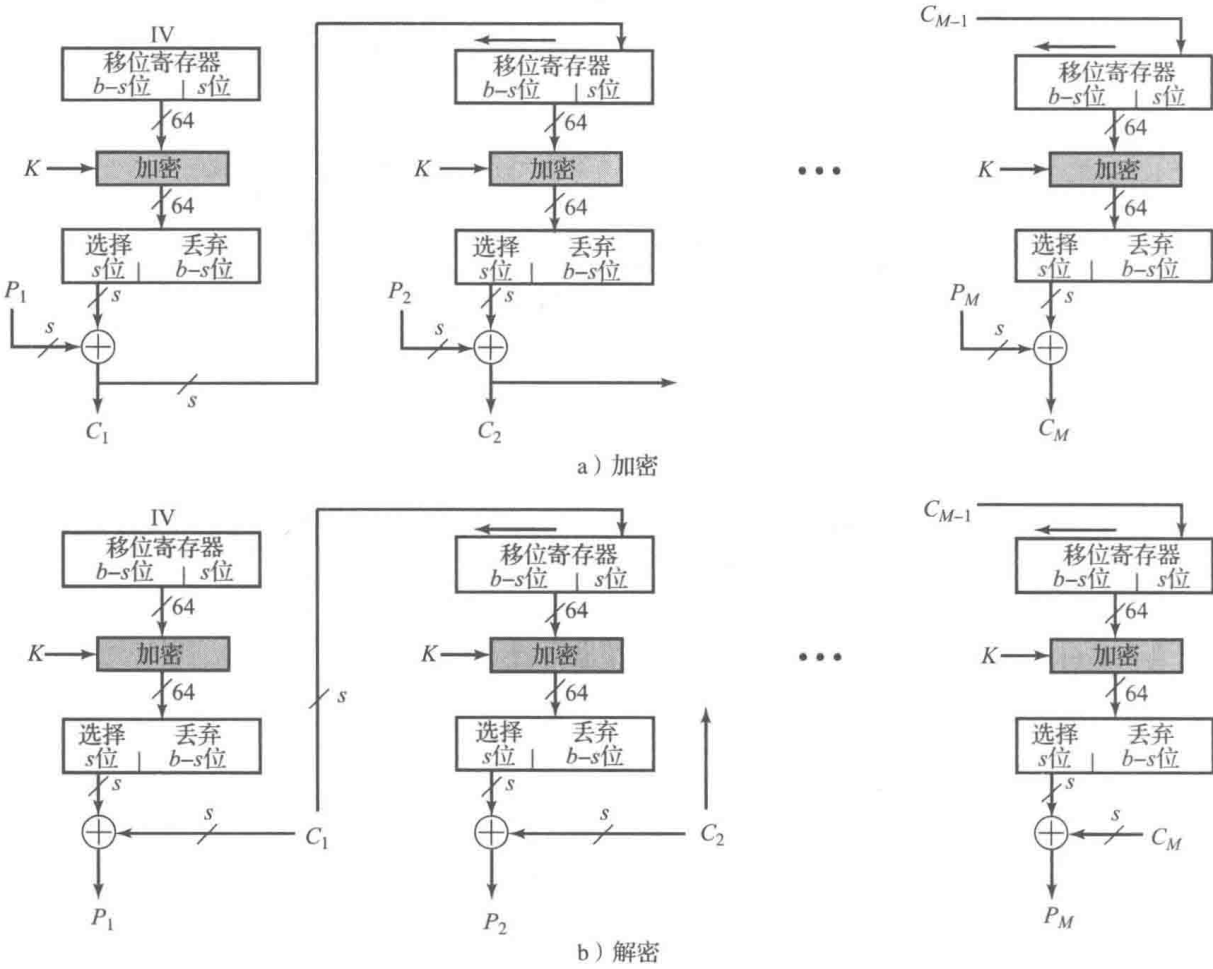 IV
移位寄存器
b–s位 | s位
64
K
加密
64
选择 丢弃
s位 | b–s位
s
P1
s
C1
s
移位寄存器
b–s位 | s位
64
K
加密
64
选择 丢弃
s位 | b–s位
s
P2
s
C2
•••
CM−1
移位寄存器
b–s位 | s位
64
K
加密
64
选择 丢弃
s位 | b–s位
s
PM
s
CM
a）加密
IV
移位寄存器
b–s位 | s位
64
K
加密
64
选择 丢弃
s位 | b–s位
s
s
C1
P1
s
移位寄存器
b–s位 | s位
64
K
加密
64
选择 丢弃
s位 | b–s位
s
s
C2
P2
•••
CM−1
移位寄存器
b–s位 | s位
64
K
加密
64
选择 丢弃
s位 | b–s位
s
s
CM
PM
b）解密